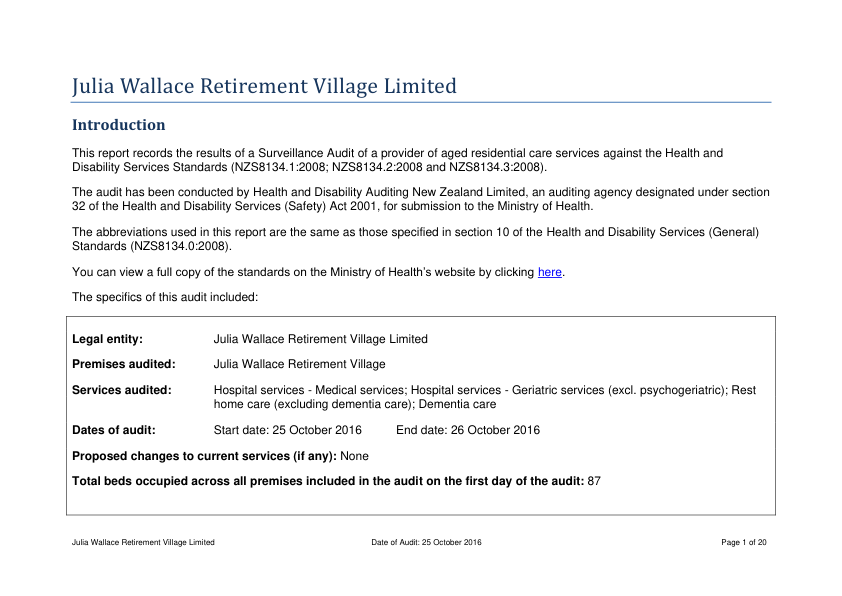 Julia Wallace Retirement Village Limited
Introduction
This report records the results of a Surveillance Audit of a provider of aged residential care services against the Health and
Disability Services Standards (NZS8134.1:2008; NZS8134.2:2008 and NZS8134.3:2008).
The audit has been conducted by Health and Disability Auditing New Zealand Limited, an auditing agency designated under section
32 of the Health and Disability Services (Safety) Act 2001, for submission to the Ministry of Health.
The abbreviations used in this report are the same as those specified in section 10 of the Health and Disability Services (General)
Standards (NZS8134.0:2008).
You can view a full copy of the standards on the Ministry of Health's website by clicking here.
The specifics of this audit included:
Legal entity: Julia Wallace Retirement Village Limited
Premises audited: Julia Wallace Retirement Village
Services audited: Hospital services - Medical services; Hospital services - Geriatric services (excl. psychogeriatric); Rest
home care (excluding dementia care); Dementia care
Dates of audit: Start date: 25 October 2016 End date: 26 October 2016
Proposed changes to current services (if any): None
Total beds occupied across all premises included in the audit on the first day of the audit: 87
Julia Wallace Retirement Village Limited Date of Audit: 25 October 2016 Page 1 of 20